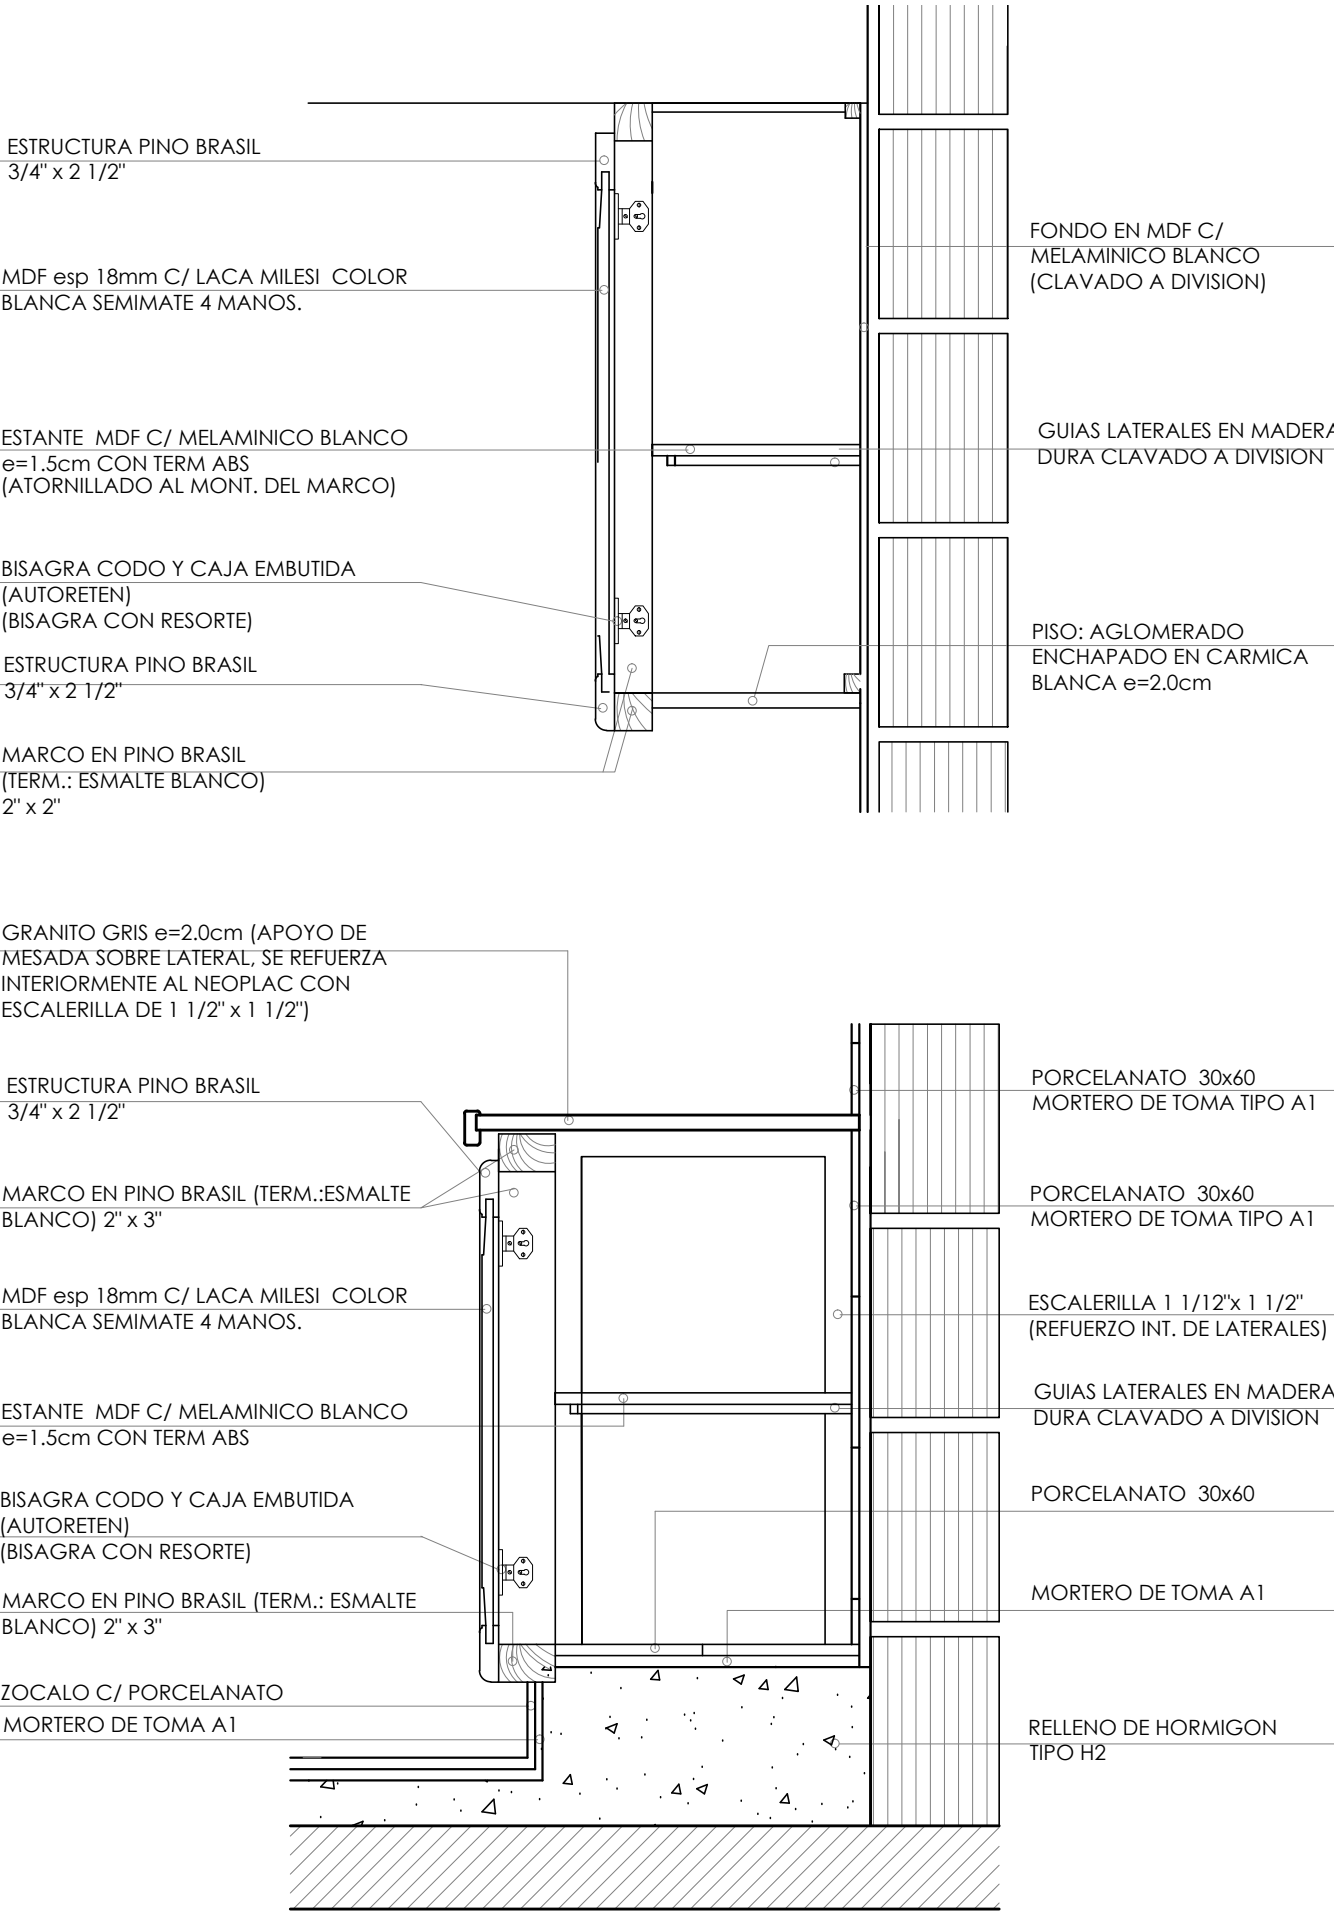 ESTRUCTURA PINO BRASIL
3/4" x 2 1/2"
MDF esp 18mm C/ LACA MILESI COLOR
BLANCA SEMIMATE 4 MANOS.
ESTANTE MDF C/ MELAMINICO BLANCO
e=1.5cm CON TERM ABS
(ATORNILLADO AL MONT. DEL MARCO)
BISAGRA CODO Y CAJA EMBUTIDA
(AUTORETEN)
(BISAGRA CON RESORTE)
ESTRUCTURA PINO BRASIL
3/4" x 2 1/2"
MARCO EN PINO BRASIL
(TERM.: ESMALTE BLANCO)
2" x 2"
FONDO EN MDF C/
MELAMINICO BLANCO
(CLAVADO A DIVISION)
GUIAS LATERALES EN MADERA
DURA CLAVADO A DIVISION
PISO: AGLOMERADO
ENCHAPADO EN CARMICA
BLANCA e=2.0cm
GRANITO GRIS e=2.0cm (APOYO DE
MESADA SOBRE LATERAL, SE REFUERZA
INTERIORMENTE AL NEOPLAC CON
ESCALERILLA DE 1 1/2" x 1 1/2")
ESTRUCTURA PINO BRASIL
3/4" x 2 1/2"
MARCO EN PINO BRASIL (TERM.:ESMALTE
BLANCO) 2" x 3"
MDF esp 18mm C/ LACA MILESI COLOR
BLANCA SEMIMATE 4 MANOS.
ESTANTE MDF C/ MELAMINICO BLANCO
e=1.5cm CON TERM ABS
BISAGRA CODO Y CAJA EMBUTIDA
(AUTORETEN)
(BISAGRA CON RESORTE)
MARCO EN PINO BRASIL (TERM.: ESMALTE
BLANCO) 2" x 3"
ZOCALO C/ PORCELANATO
MORTERO DE TOMA A1
PORCELANATO 30x60
MORTERO DE TOMA TIPO A1
PORCELANATO 30x60
MORTERO DE TOMA TIPO A1
ESCALERILLA 1 1/12"x 1 1/2"
(REFUERZO INT. DE LATERALES)
GUIAS LATERALES EN MADERA
DURA CLAVADO A DIVISION
PORCELANATO 30x60
MORTERO DE TOMA A1
RELLENO DE HORMIGON
TIPO H2